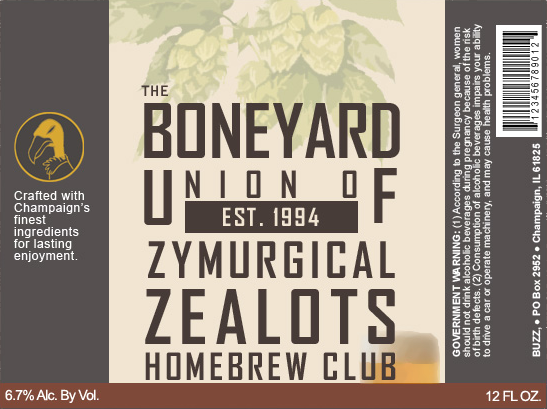 THE
BONEYARD
UNION OF
EST. 1994
ZYMURGICAL
ZEALOTS
HOMEBREW CLUB
Crafted with
Champaign's
finest
ingredients
for lasting
enjoyment.
6.7% Alc. By Vol.
GOVERNMENT WARNING: (1) According to the Surgeon general, women
should not drink alcoholic beverages during pregnancy because of the risk
of birth defects. (2) Consumption of alcoholic beverages impairs your ability
to drive a car or operate machinery, and may cause health problems.
123456789012
BUZZ, ● PO Box 2952 ● Champaign, IL 61825
12 FL OZ.